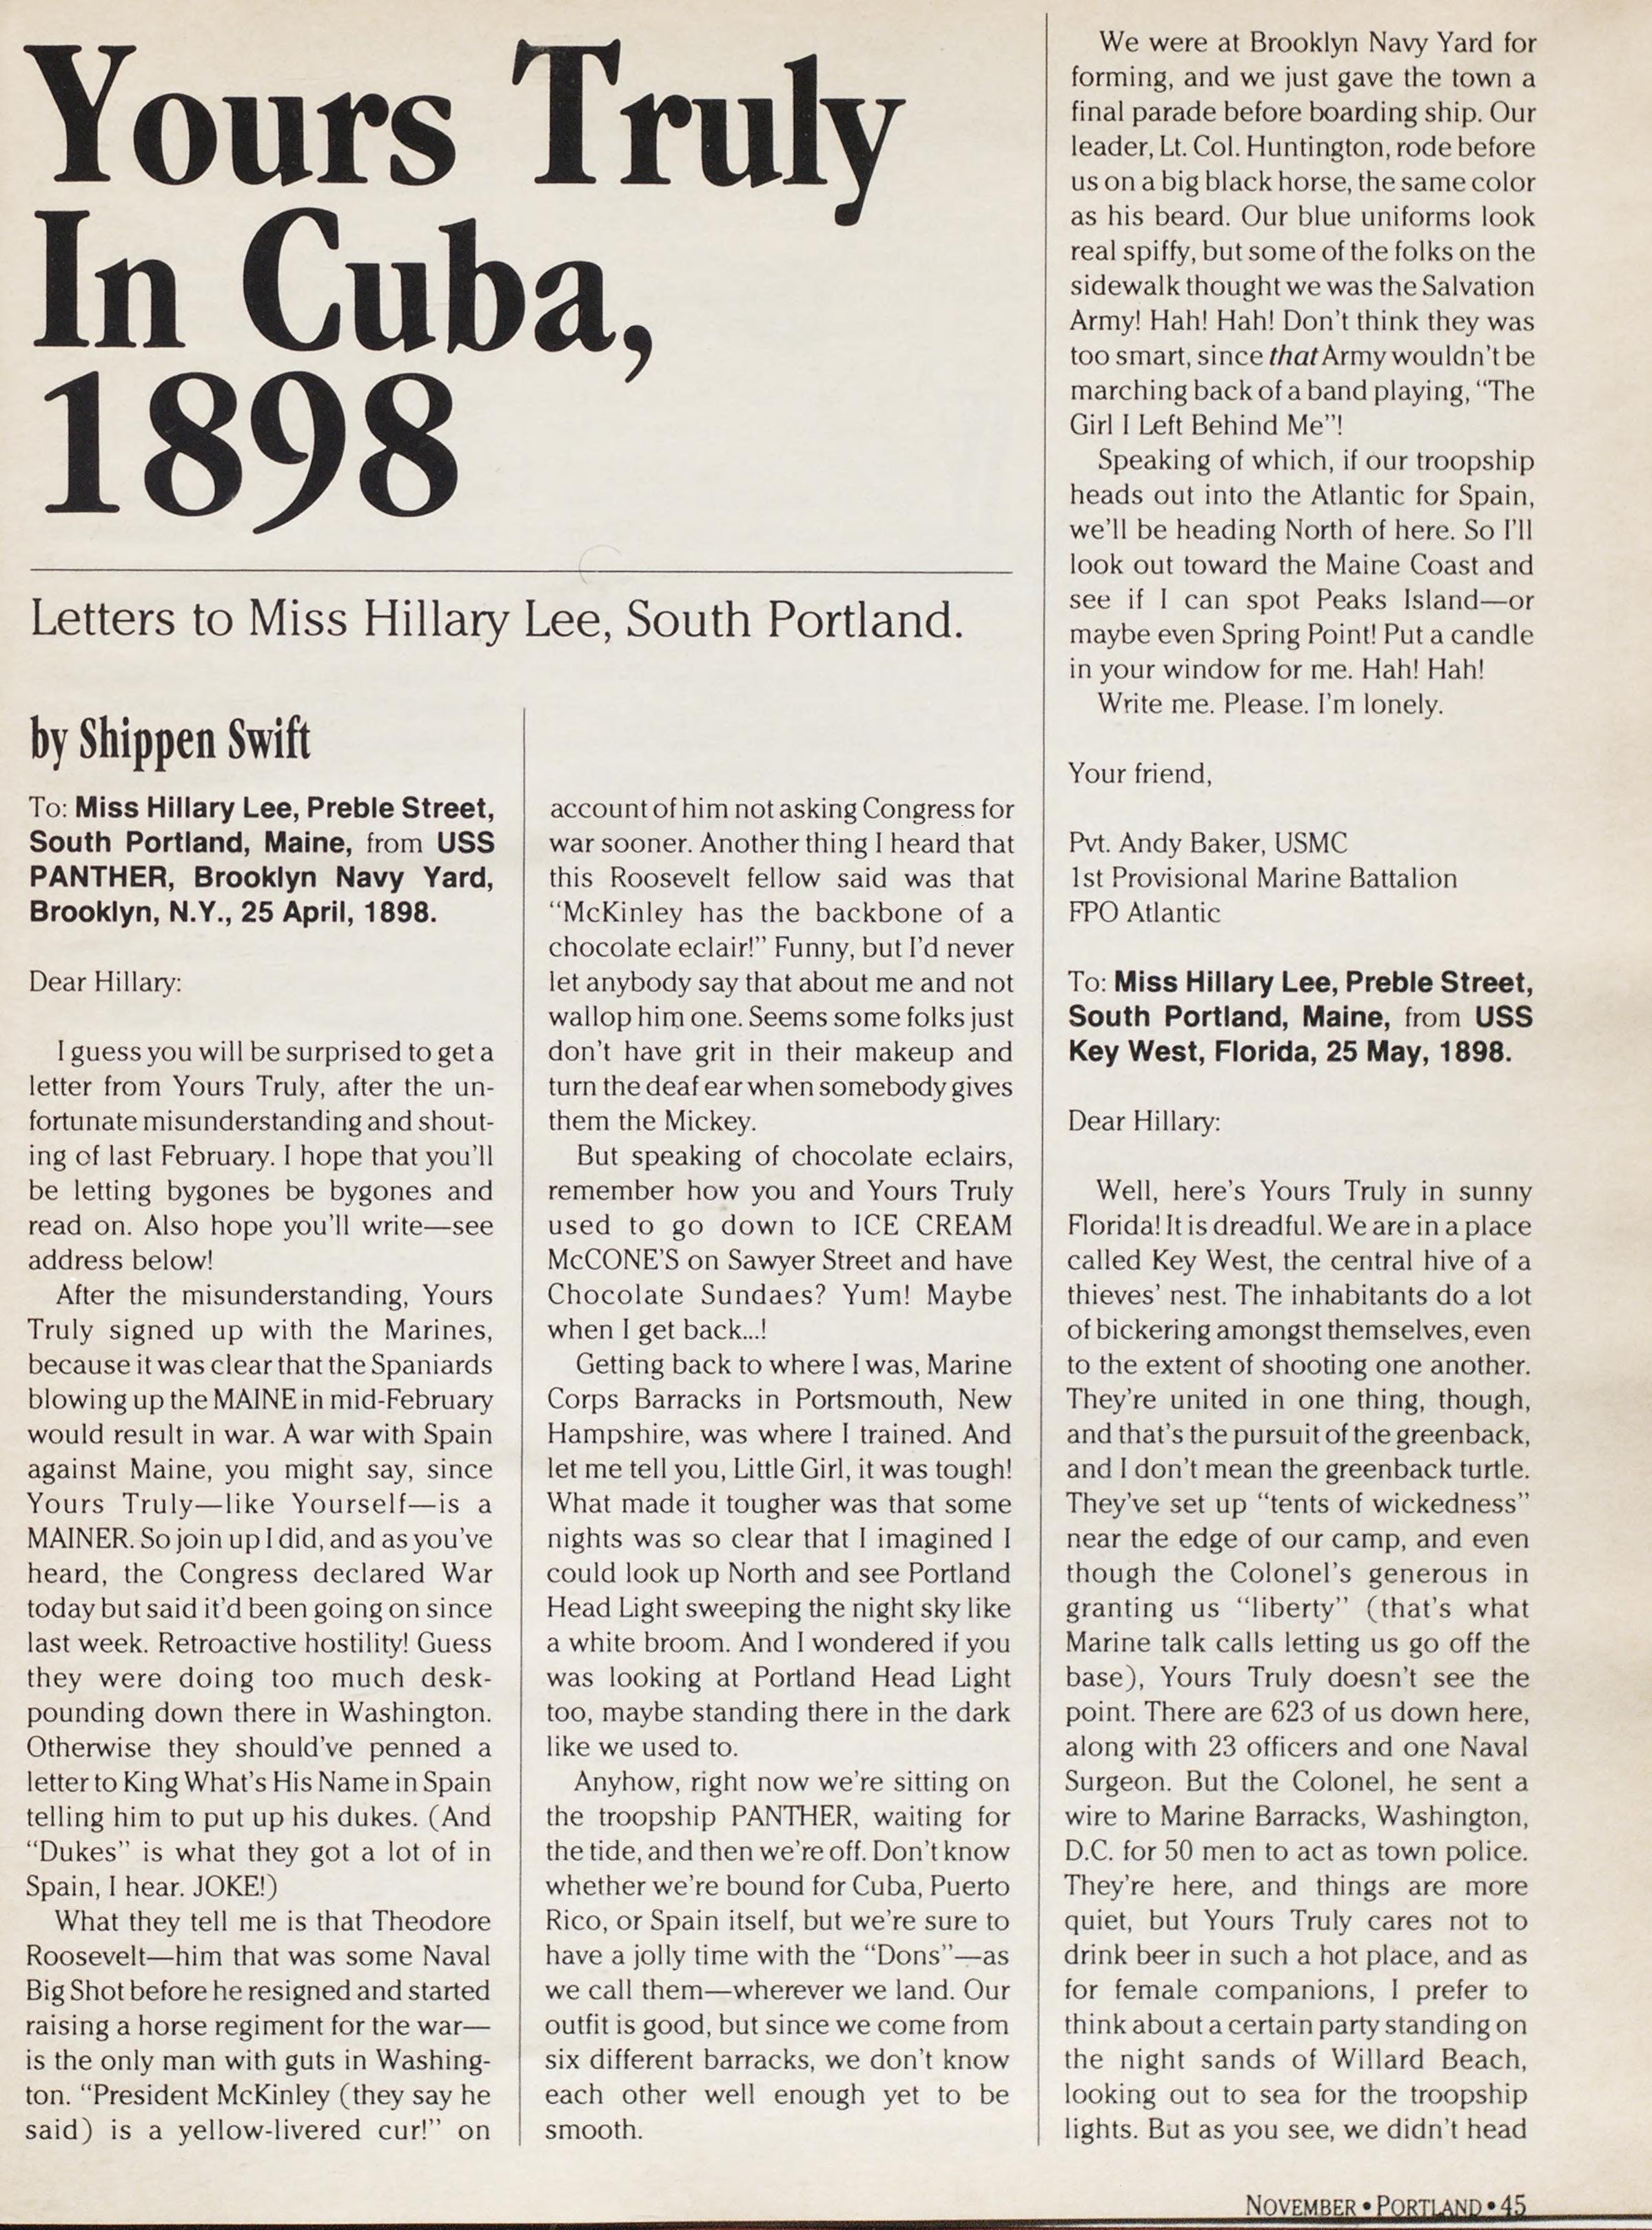 Yours Truly
In Cuba,
1898
Letters to Miss Hillary Lee, South Portland.
by Shippen Swift
To: Miss Hillary Lee, Preble Street,
South Portland, Maine, from USS
PANTHER, Brooklyn Navy Yard,
Brooklyn, N.Y., 25 April, 1898.
Dear Hillary:
I guess you will be surprised to get a
letter from Yours Truly, after the un-
fortunate misunderstanding and shout-
ing of last February. I hope that you'll
be letting bygones be bygones and
read on. Also hope you'll write—see
address below!
After the misunderstanding, Yours
Truly signed up with the Marines,
because it was clear that the Spaniards
blowing up the MAINE in mid-February
would result in war. A war with Spain
against Maine, you might say, since
Yours Truly—like Yourself—is a
MAINER. So join up I did, and as you've
heard, the Congress declared War
today but said it'd been going on since
last week. Retroactive hostility! Guess
they were doing too much desk-
pounding down there in Washington.
Otherwise they should've penned a
letter to King What's His Name in Spain
telling him to put up his dukes. (And
“Dukes” is what they got a lot of in
Spain, I hear. JOKE!)
What they tell me is that Theodore
Roosevelt—him that was some Naval
Big Shot before he resigned and started
raising a horse regiment for the war—
is the only man with guts in Washing-
ton. “President McKinley (they say he
said) is a yellow-livered cur!” on
account of him not asking Congress for
war sooner. Another thing I heard that
this Roosevelt fellow said was that
“McKinley has the backbone of a
chocolate eclair!” Funny, but I'd never
let anybody say that about me and not
wallop him one. Seems some folks just
don't have grit in their makeup and
turn the deaf ear when somebody gives
them the Mickey.
But speaking of chocolate eclairs,
remember how you and Yours Truly
used to go down to ICE CREAM
McCONE'S on Sawyer Street and have
Chocolate Sundaes? Yum! Maybe
when I get back...!
Getting back to where I was, Marine
Corps Barracks in Portsmouth, New
Hampshire, was where I trained. And
let me tell you, Little Girl, it was tough!
What made it tougher was that some
nights was so clear that I imagined I
could look up North and see Portland
Head Light sweeping the night sky like
a white broom. And I wondered if you
was looking at Portland Head Light
too, maybe standing there in the dark
like we used to.
Anyhow, right now we're sitting on
the troopship PANTHER, waiting for
the tide, and then we're off. Don't know
whether we're bound for Cuba, Puerto
Rico, or Spain itself, but we're sure to
have a jolly time with the “Dons”—as
we call them—wherever we land. Our
outfit is good, but since we come from
six different barracks, we don't know
each other well enough yet to be
smooth.
We were at Brooklyn Navy Yard for
forming, and we just gave the town a
final parade before boarding ship. Our
leader, Lt. Col. Huntington, rode before
us on a big black horse, the same color
as his beard. Our blue uniforms look
real spiffy, but some of the folks on the
sidewalk thought we was the Salvation
Army! Hah! Hah! Don't think they was
too smart, since that Army wouldn't be
marching back of a band playing, “The
Girl I Left Behind Me”!
Speaking of which, if our troopship
heads out into the Atlantic for Spain,
we'll be heading North of here. So I'll
look out toward the Maine Coast and
see if I can spot Peaks Island—or
maybe even Spring Point! Put a candle
in your window for me. Hah! Hah!
Write me. Please. I'm lonely.
Your friend,
Pvt. Andy Baker, USMC
1st Provisional Marine Battalion
FPO Atlantic
To: Miss Hillary Lee, Preble Street,
South Portland, Maine, from USS
Key West, Florida, 25 May, 1898.
Dear Hillary:
Well, here's Yours Truly in sunny
Florida! It is dreadful. We are in a place
called Key West, the central hive of a
thieves' nest. The inhabitants do a lot
of bickering amongst themselves, even
to the extent of shooting one another.
They're united in one thing, though,
and that's the pursuit of the greenback,
and I don't mean the greenback turtle.
They've set up “tents of wickedness”
near the edge of our camp, and even
though the Colonel's generous in
granting us “liberty” (that's what
Marine talk calls letting us go off the
base), Yours Truly doesn't see the
point. There are 623 of us down here,
along with 23 officers and one Naval
Surgeon. But the Colonel, he sent a
wire to Marine Barracks, Washington,
D.C. for 50 men to act as town police.
They're here, and things are more
quiet, but Yours Truly cares not to
drink beer in such a hot place, and as
for female companions, I prefer to
think about a certain party standing on
the night sands of Willard Beach,
looking out to sea for the troopship
lights. But as you see, we didn't head
NOVEMBER • PORTLAND • 45